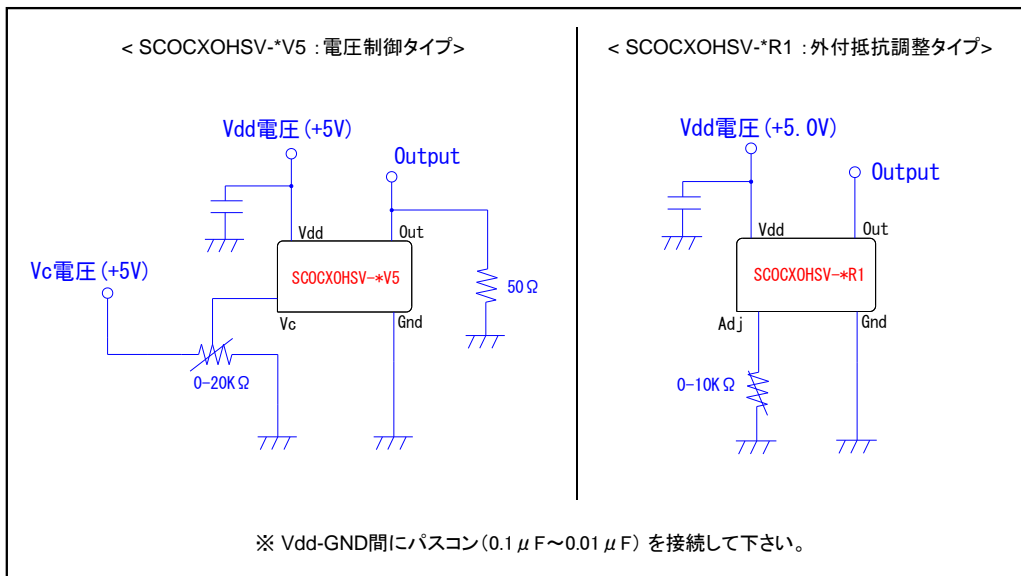 < SCOCXOHSV-*V5 : 電圧制御タイプ>
Vdd電圧(+5V)
Output
Vdd
Out
SCOCXOHSV-*V5
Vc電圧(+5V)
Vc
Gnd
50Ω
0-20KΩ
< SCOCXOHSV-*R1 : 外付抵抗調整タイプ>
Vdd電圧(+5.0V)
Output
Vdd
Out
SCOCXOHSV-*R1
Adj
Gnd
0-10KΩ
※ Vdd-GND間にパスコン(0.1μF～0.01μF) を接続して下さい。